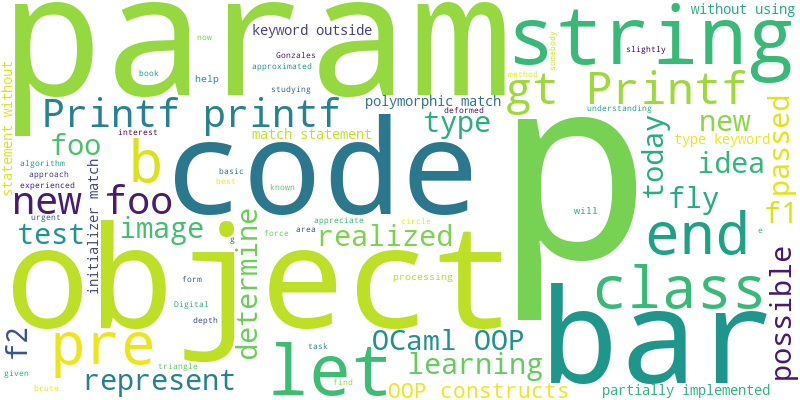 param
string
without using
keyword outside
now
Gonzales
approximated
book
help
studying
slightly
somebody
method
statement without
Printf printf
polymorphic match
deformed
gt Printf
understanding
foo
interest
b
match statement
type
new
type keyword
passed
code
p
today
idea
algorithm
approach
experienced
initializer match
basic
best
known
new foo
fly
will
f1
urgent
test
image
determine
g
force
area
appreciate
circle
realized
end
e
object
form
Digital
depth
processing
class
possible
f2
pre
bar
OCaml OOP
let
task
learning
given
represent
triangle
find
brute
OOP constructs
partially implemented